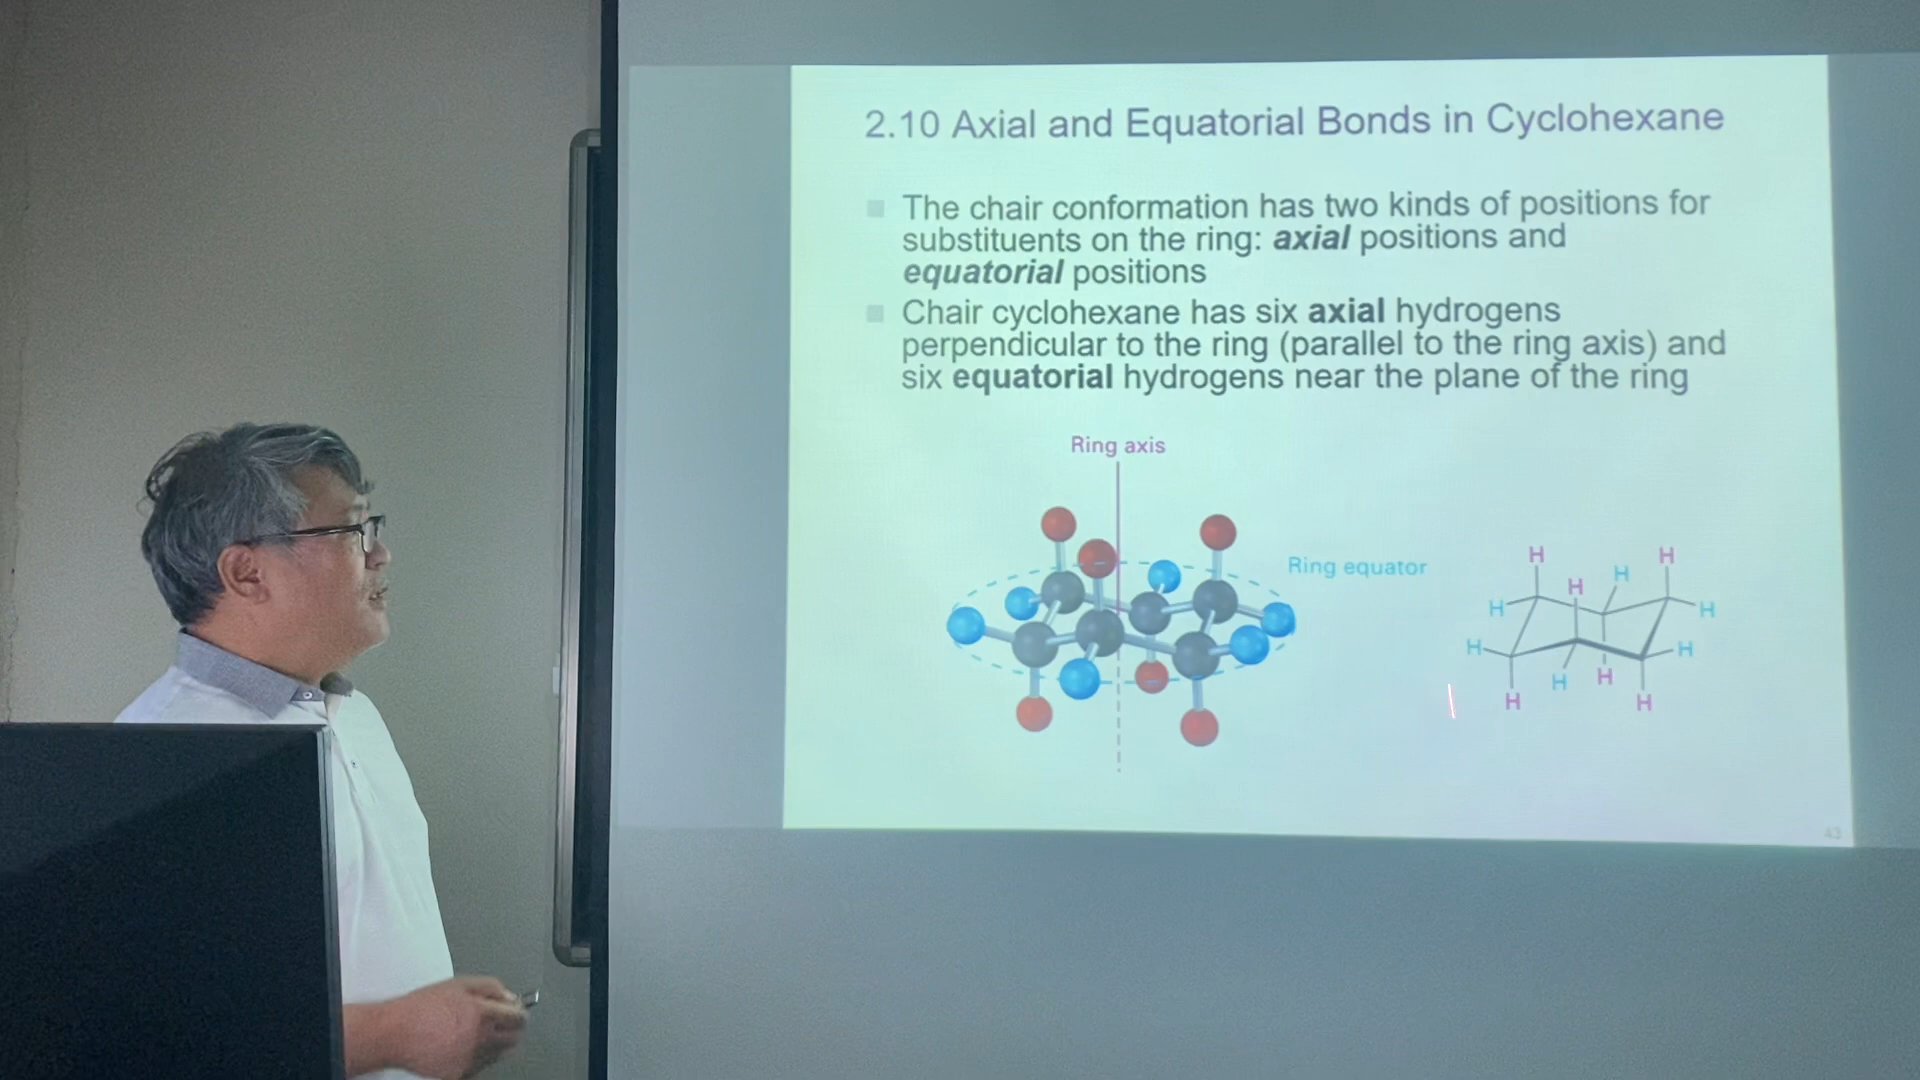 2.10 Axial and Equatorial Bonds in Cyclohexane
The chair conformation has two kinds of positions for
substituents on the ring: axial positions and
equatorial positions
Chair cyclohexane has six axial hydrogens
perpendicular to the ring (parallel to the ring axis) and
six equatorial hydrogens near the plane of the ring
Ring axis
Ring equator
H H
H H
H H
H H
H H
H H
43